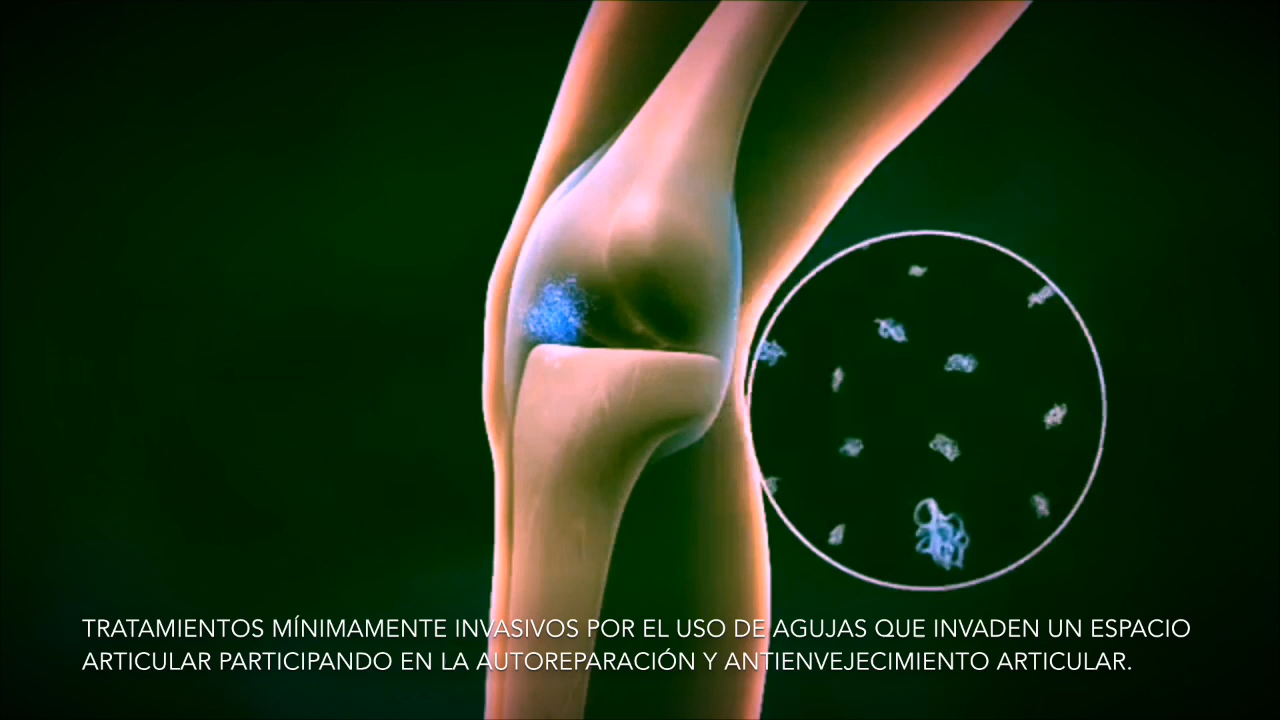 TRATAMIENTOS MÍNIMAMENTE INVASIVOS POR EL USO DE AGUJAS QUE INVADEN UN ESPACIO
ARTICULAR PARTICIPANDO EN LA AUTOREPARACIÓN Y ANTIENVEJECIMIENTO ARTICULAR.